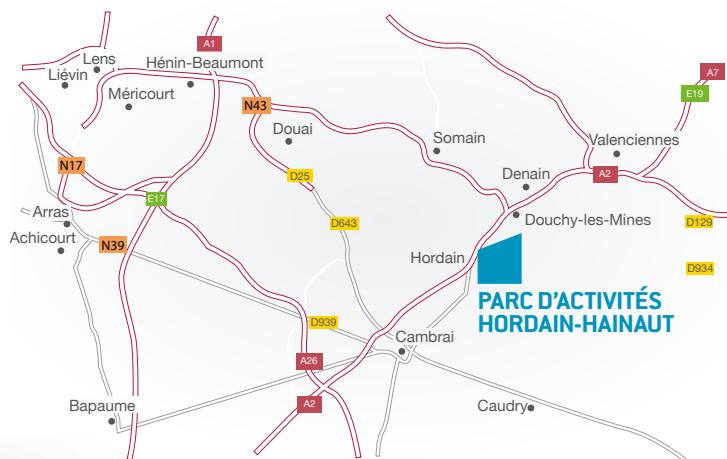 A1
Lens
Hénin-Beaumont
Liévin
A7
E19
Méricourt
N43
Douai
Somain
Valenciennes
N17
D25
Denain
A2
E17
Arras
D643
Douchy-les-Mines
D129
Achicourt
N39
Hordain
D934
PARC D'ACTIVITÉS
HORDAIN-HAINAUT
D939
Cambrai
A26
A2
Bapaume
Caudry